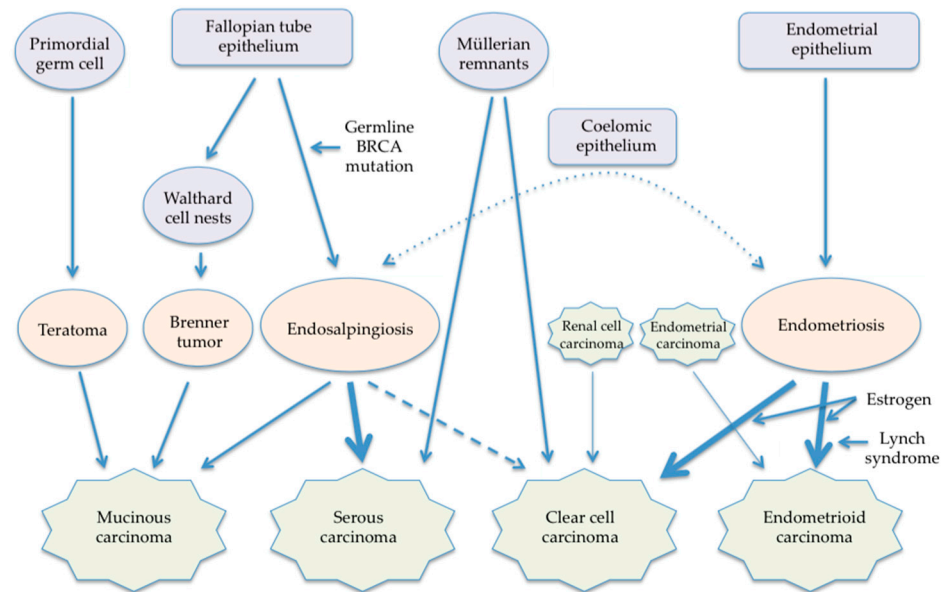 Primordial
germ cell
Fallopian tube
epithelium
Müllerian
remnants
Endometrial
epithelium
Germline
BRCA
mutation
Coelomic
epithelium
Walthard
cell nests
Teratoma
Brenner
tumor
Endosalpingiosis
Renal cell
carcinoma
Endometrial
carcinoma
Endometriosis
Estrogen
Lynch
syndrome
Mucinous
carcinoma
Serous
carcinoma
Clear cell
carcinoma
Endometrioid
carcinoma